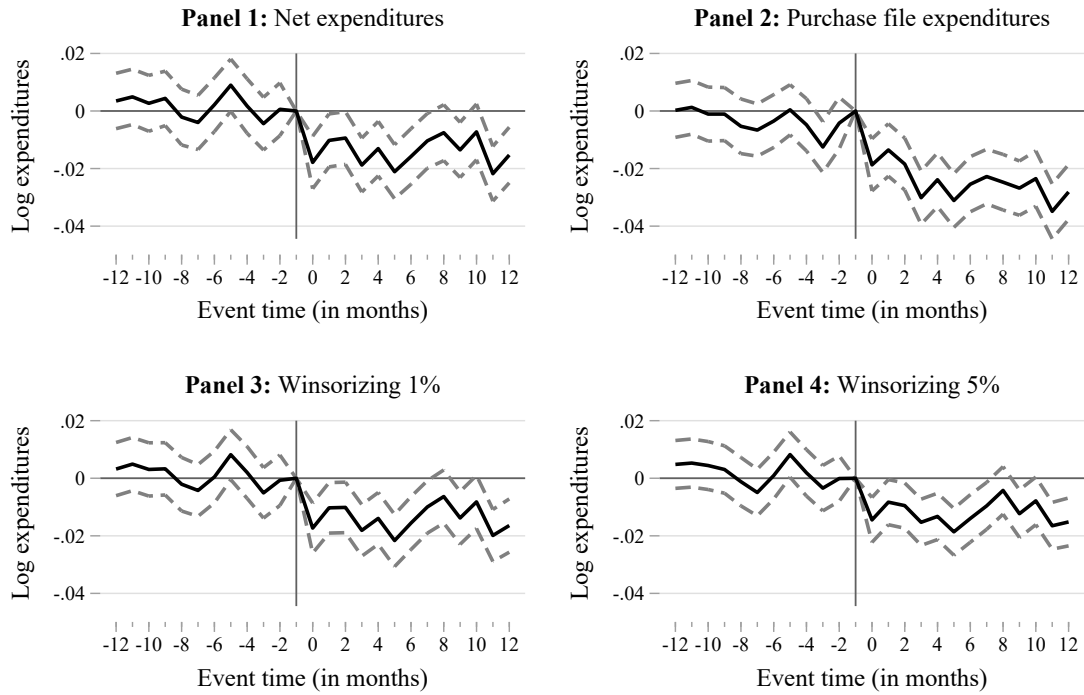 Panel 1: Net expenditures
.02
0
-.02
-.04
Log expenditures
-12 -10 -8 -6 -4 -2 0 2 4 6 8 10 12
Event time (in months)
Panel 2: Purchase file expenditures
.02
0
-.02
-.04
Log expenditures
-12 -10 -8 -6 -4 -2 0 2 4 6 8 10 12
Event time (in months)
Panel 3: Winsorizing 1%
.02
0
-.02
-.04
Log expenditures
-12 -10 -8 -6 -4 -2 0 2 4 6 8 10 12
Event time (in months)
Panel 4: Winsorizing 5%
.02
0
-.02
-.04
Log expenditures
-12 -10 -8 -6 -4 -2 0 2 4 6 8 10 12
Event time (in months)